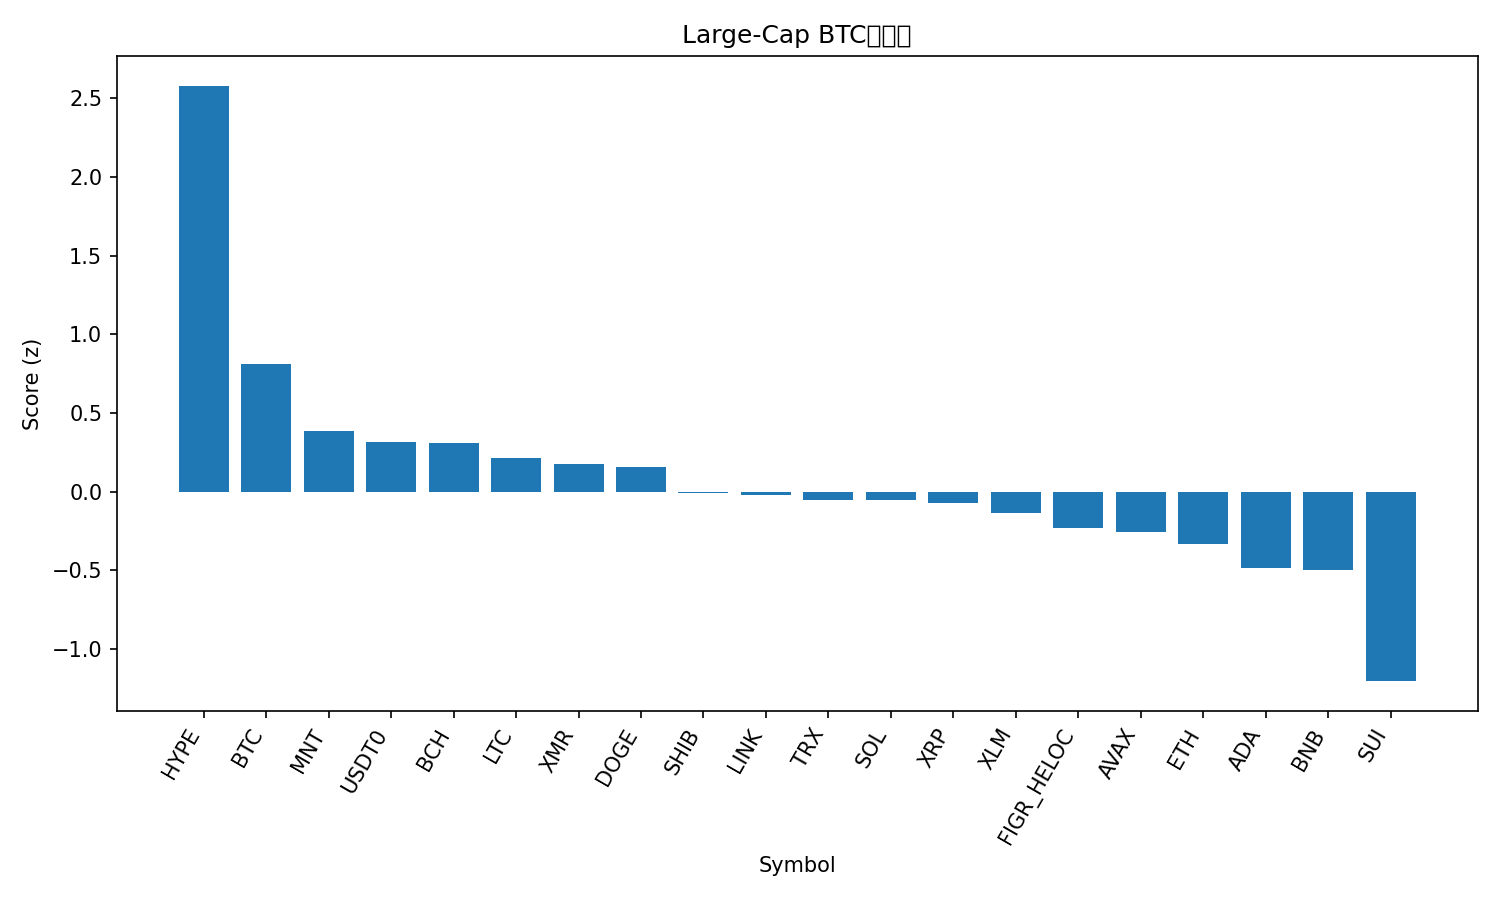 Large-Cap BTC
Score (z)
2.5
2.0
1.5
1.0
0.5
0.0
−0.5
−1.0
HYPE
BTC
MNT
USDT0
BCH
LTC
XMR
DOGE
SHIB
LINK
TRX
SOL
XRP
XLM
FIGR_HELOC
AVAX
ETH
ADA
BNB
SUI
Symbol